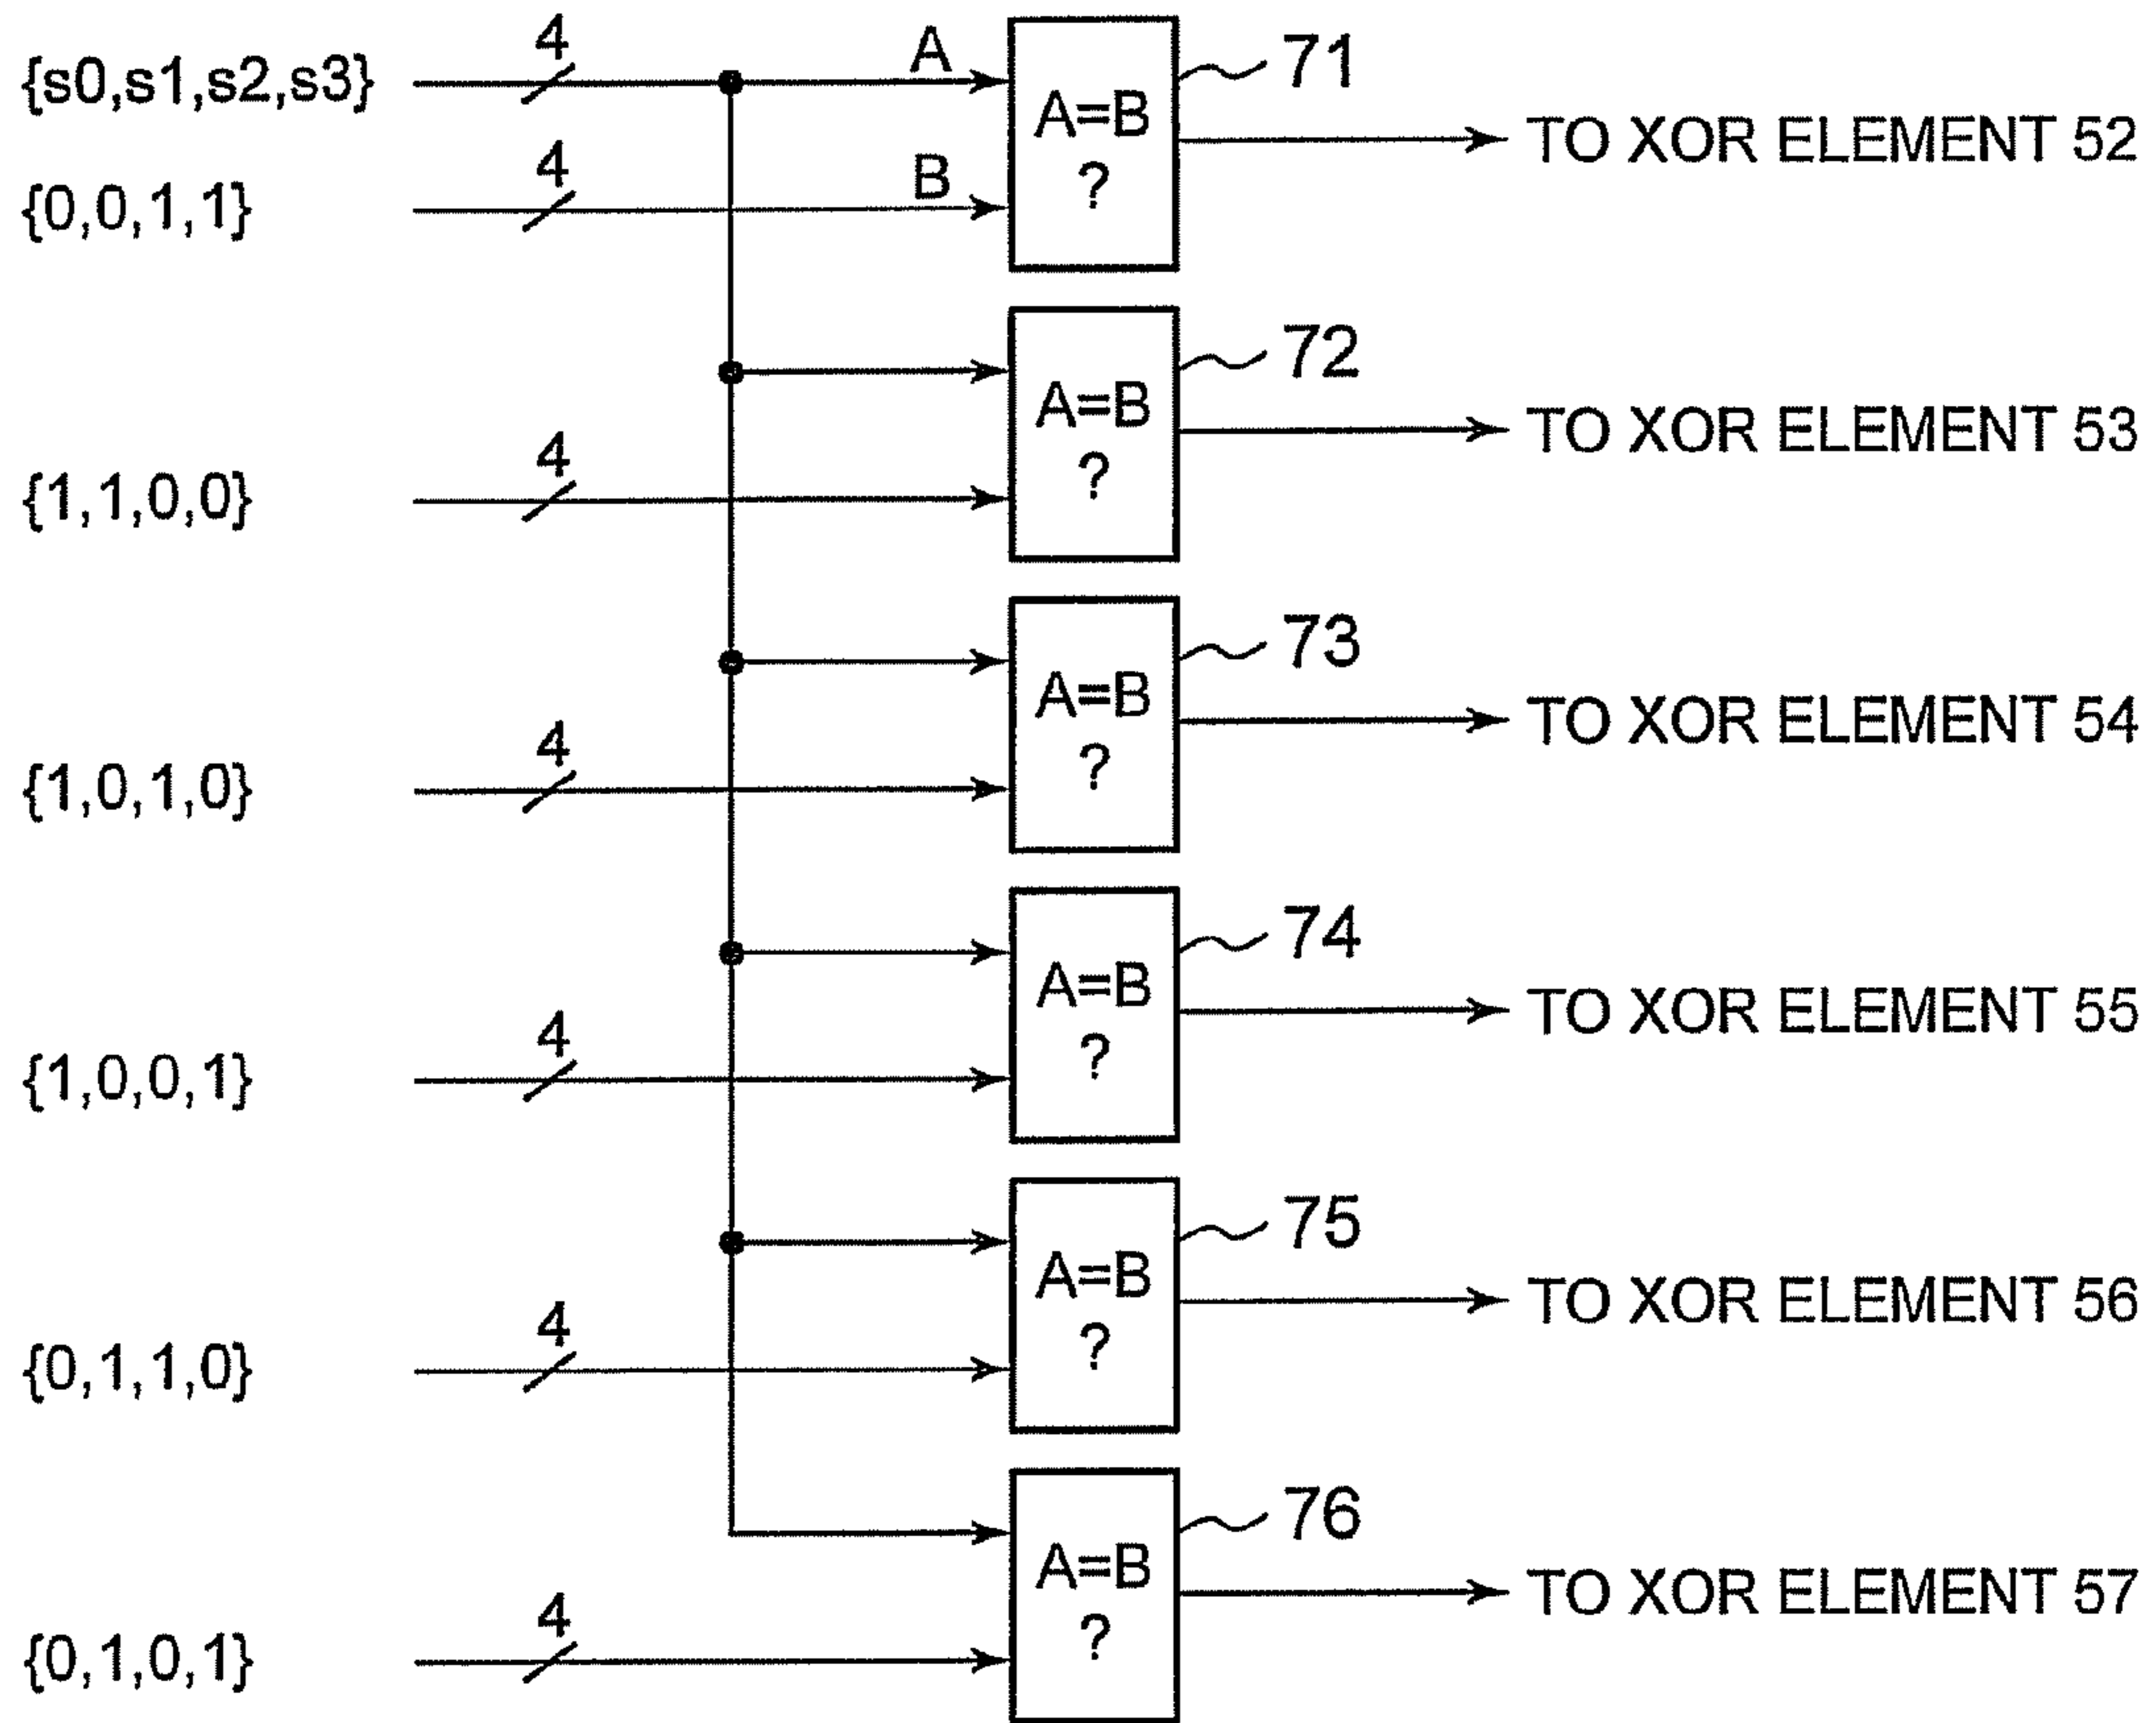 {s0,s1,s2,s3} 4 A 71
A=B
? TO XOR ELEMENT 52
{0,0,1,1} 4 B
72
A=B
? TO XOR ELEMENT 53
{1,1,0,0} 4
73
A=B
? TO XOR ELEMENT 54
{1,0,1,0} 4
74
A=B
? TO XOR ELEMENT 55
{1,0,0,1} 4
75
A=B
? TO XOR ELEMENT 56
{0,1,1,0} 4
76
A=B
? TO XOR ELEMENT 57
{0,1,0,1} 4